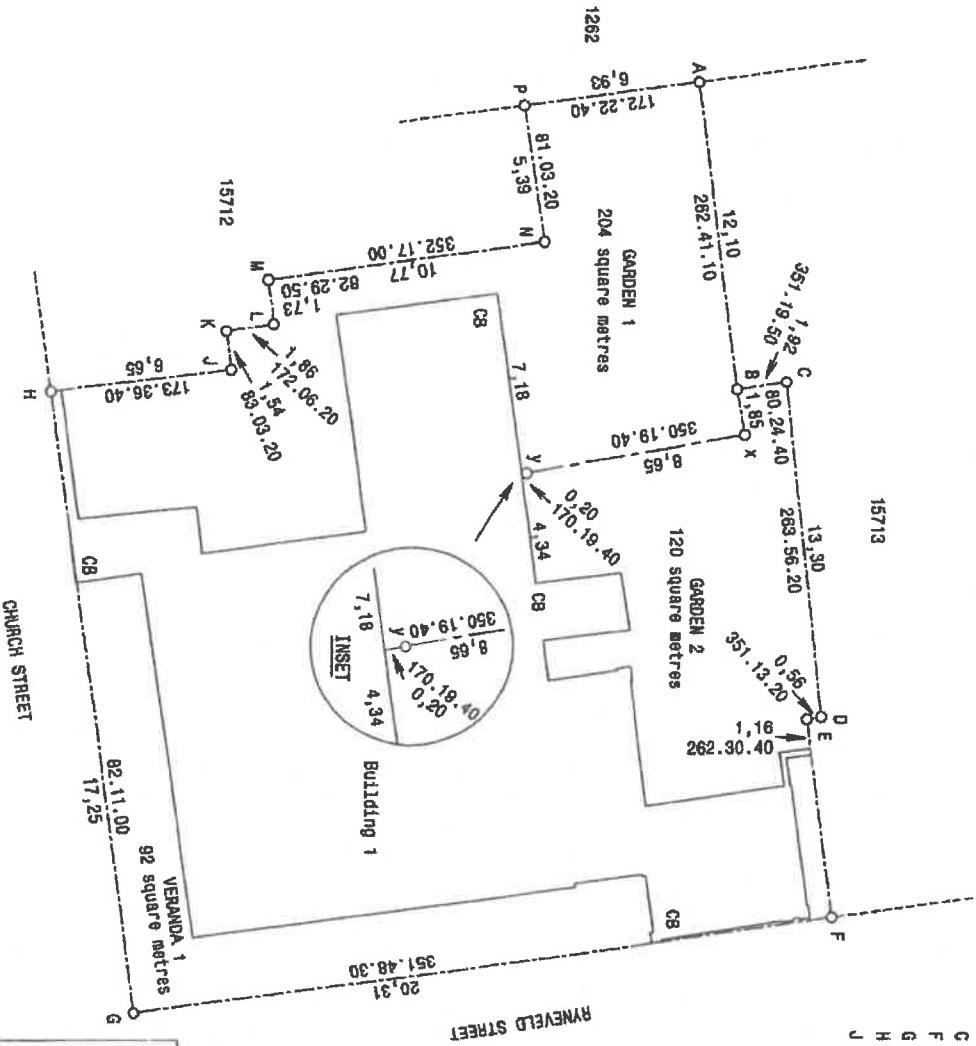 1262
A
6,93
172.22.40
P
81.03.20
5,39
N
12,10
262.41.10
GARDEN 1
204 square metres
351.19.50
1,92
C
B
80.24.40
1,85
X
15713
13,30
263.56.20
352.17.00
10,77
15712
M
82.29.50
1,73
L
K
J
1,86
172.06.20
1,54
83.03.20
8,65
173.36.40
H
CB
7,18
350.19.40
8,65
y
0,20
170.19.40
4,34
CB
GARDEN 2
120 square metres
0,56
351.13.20
D
E
1,16
262.30.40
350.19.40
8,65
y
170.19.40
0,20
7,18
4,34
INSET
Building 1
CB
CB
F
CHURCH STREET
82.11.00
17,25
VERANDA 1
92 square metres
351.48.30
20,31
G
RYNEVELD STREET
F
G
H
J